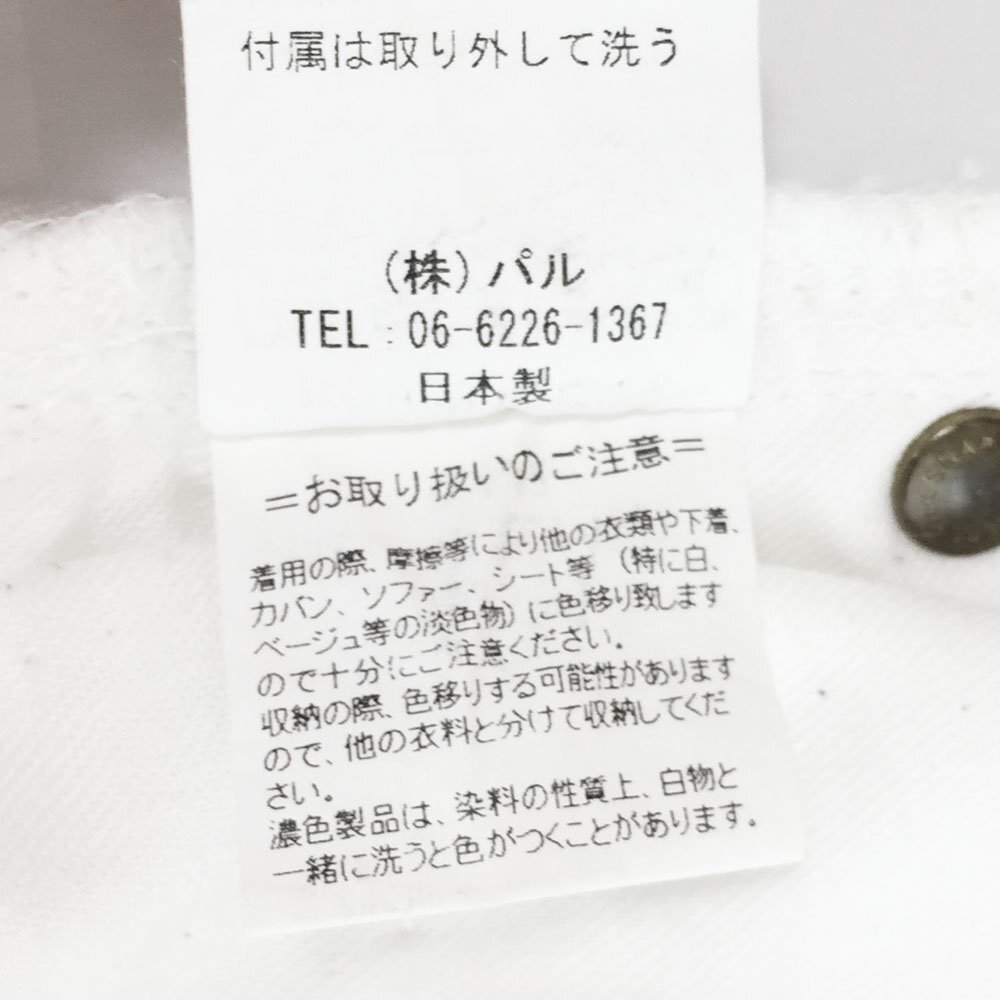 付属は取り外して洗う
(株)パル
TEL:06-6226-1367
日本製
=お取り扱いのご注意=
着用の際、摩擦等により他の衣類や下着、
カバン、ソファー、シート等(特に白、
ベージュ等の淡色物)に色移り致します
ので十分にご注意ください。
収納の際、色移りする可能性があります
ので、他の衣料と分けて収納してくだ
さい。
濃色製品は、染料の性質上、白物と
一緒に洗うと色がつくことがあります。